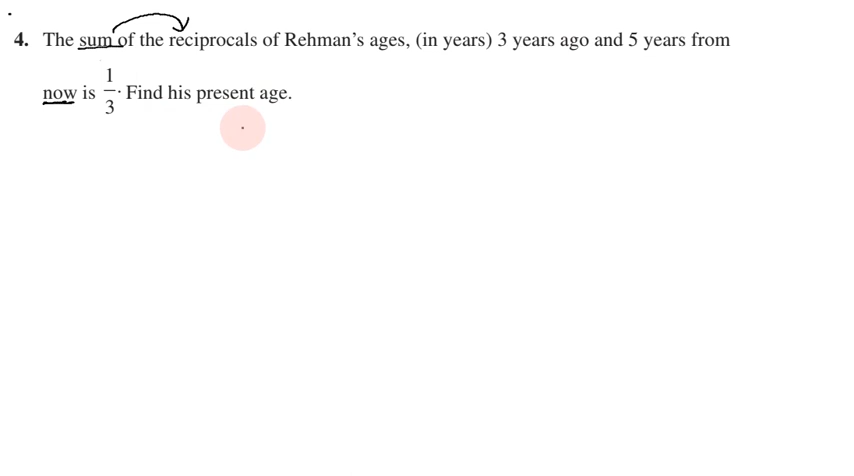 4. The sum of the reciprocals of Rehman's ages, (in years) 3 years ago and 5 years from
now is 1/3. Find his present age.